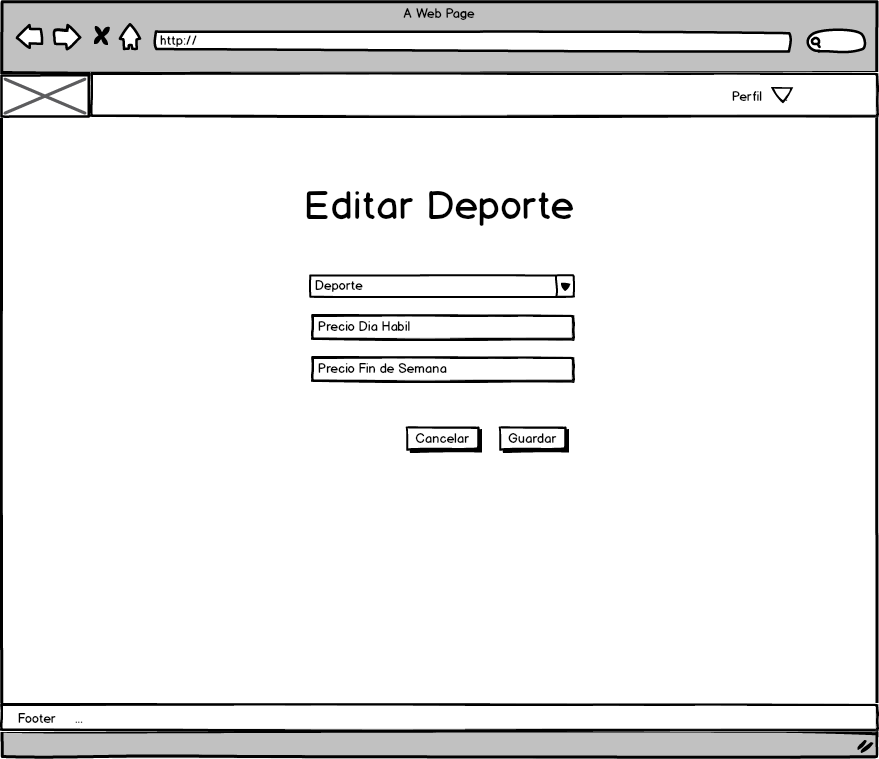 A Web Page
http://
Perfil
Editar Deporte
Deporte
Precio Dia Habil
Precio Fin de Semana
Cancelar
Guardar
Footer ...